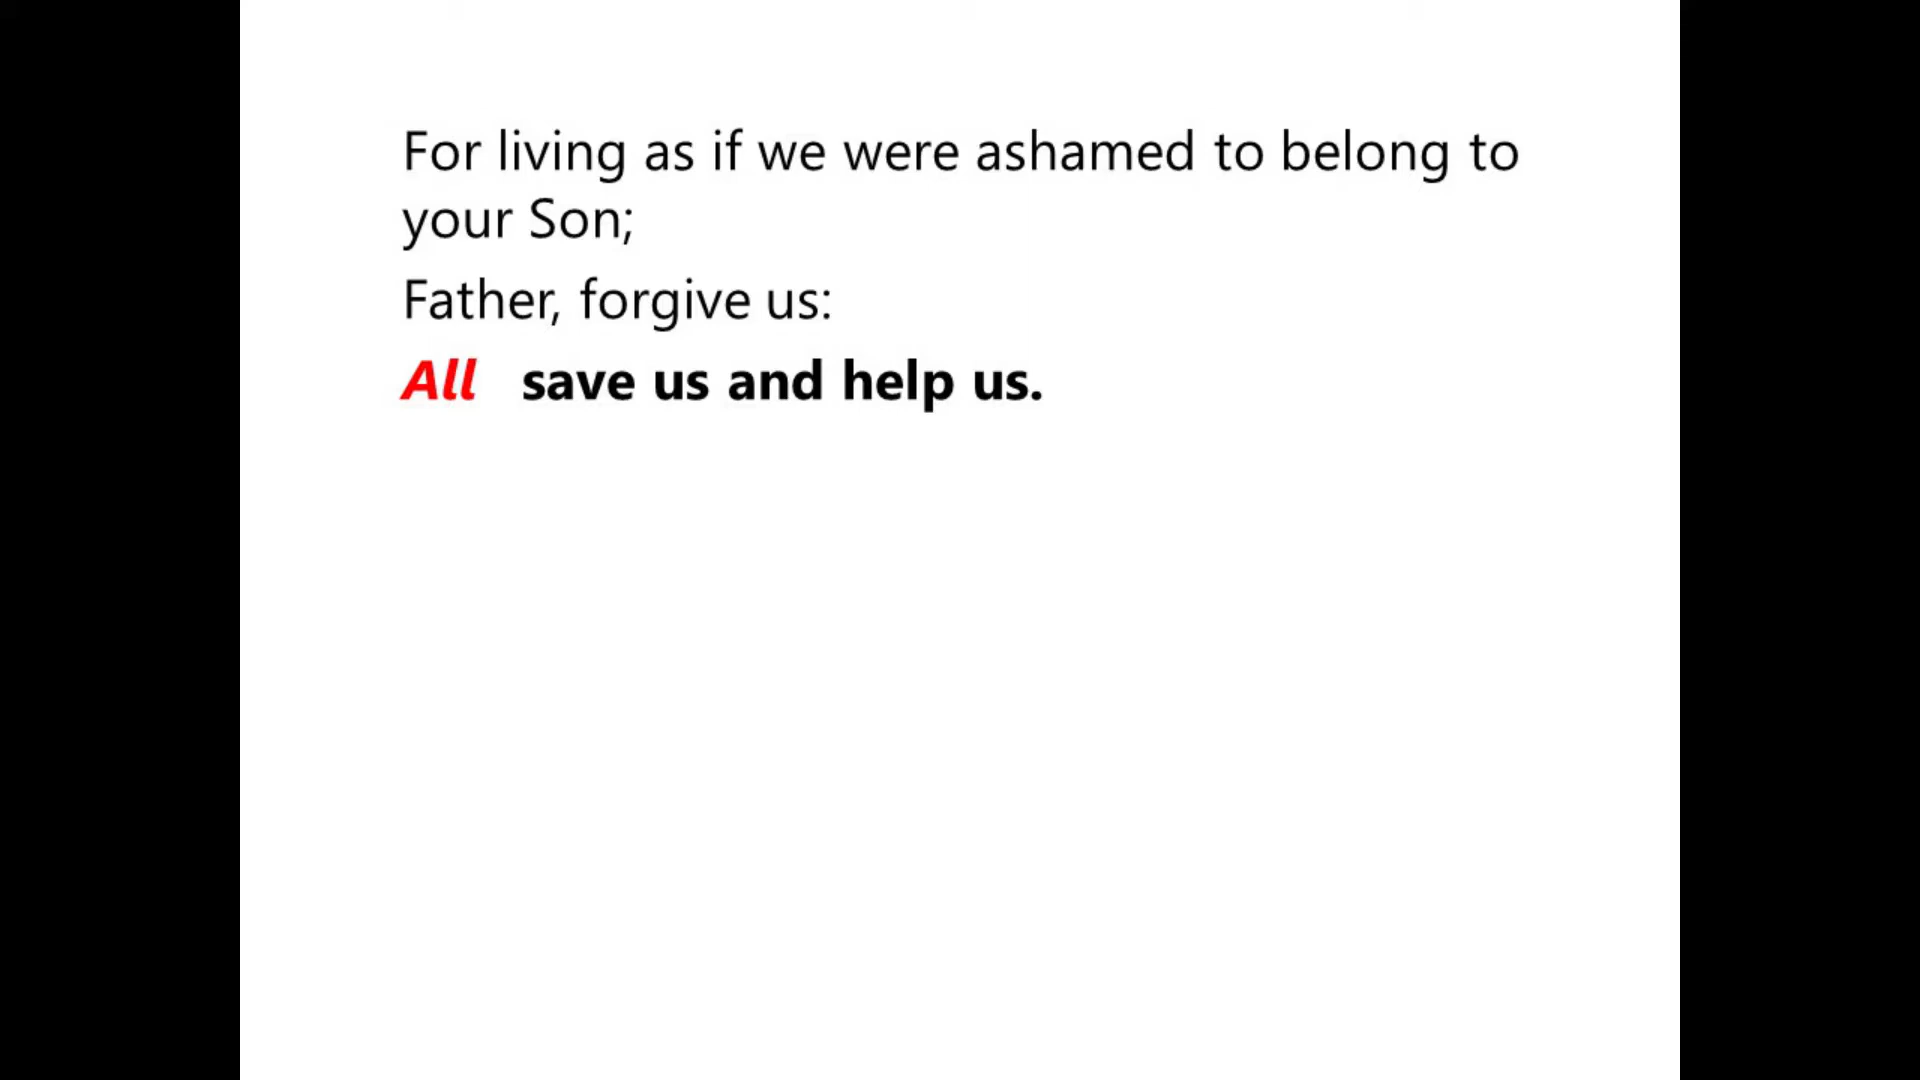 For living as if we were ashamed to belong to
your Son;
Father, forgive us:
All save us and help us.